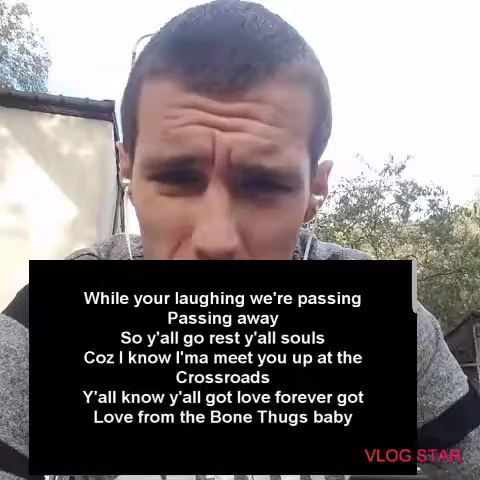 While your laughing we're passing
Passing away
So y'all go rest y'all souls
Coz I know I'ma meet you up at the
Crossroads
Y'all know y'all got love forever got
Love from the Bone Thugs baby
VLOG STAR